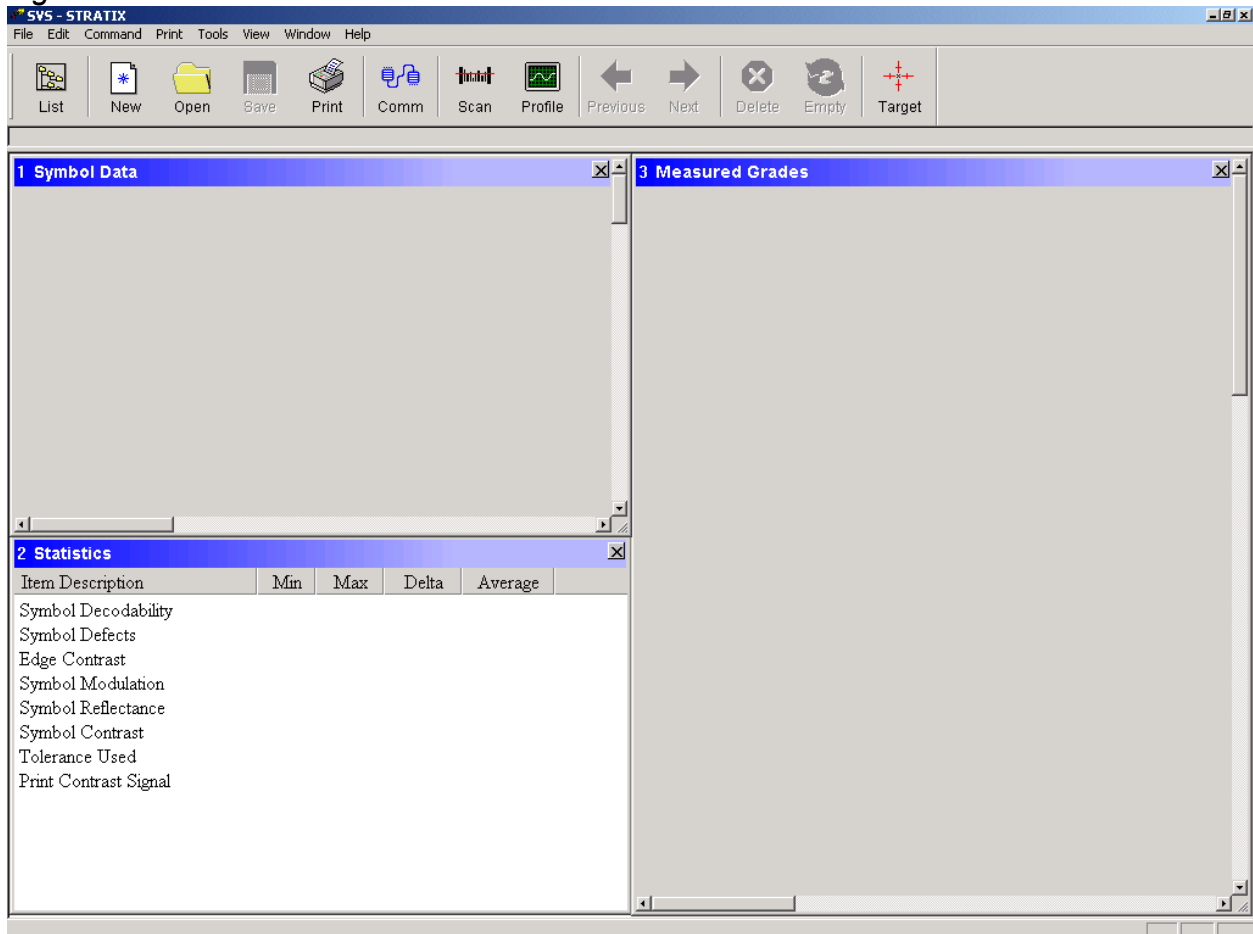 SVS - STRATIX
File Edit Command Print Tools View Window Help
List New Open Save Print Comm Scan Profile Previous Next Delete Empty Target
1 Symbol Data
3 Measured Grades
2 Statistics
Item Description Min Max Delta Average
Symbol Decodability
Symbol Defects
Edge Contrast
Symbol Modulation
Symbol Reflectance
Symbol Contrast
Tolerance Used
Print Contrast Signal